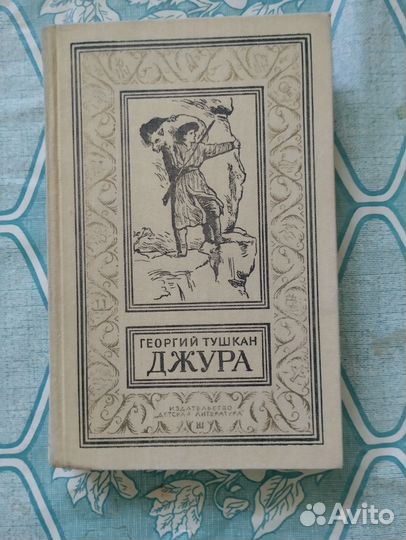 ГЕОРГИЙ ТУШКАН
ДЖУРА
ИЗДАТЕЛЬСТВО
"ДЕТСКАЯ ЛИТЕРАТУРА"
Avito